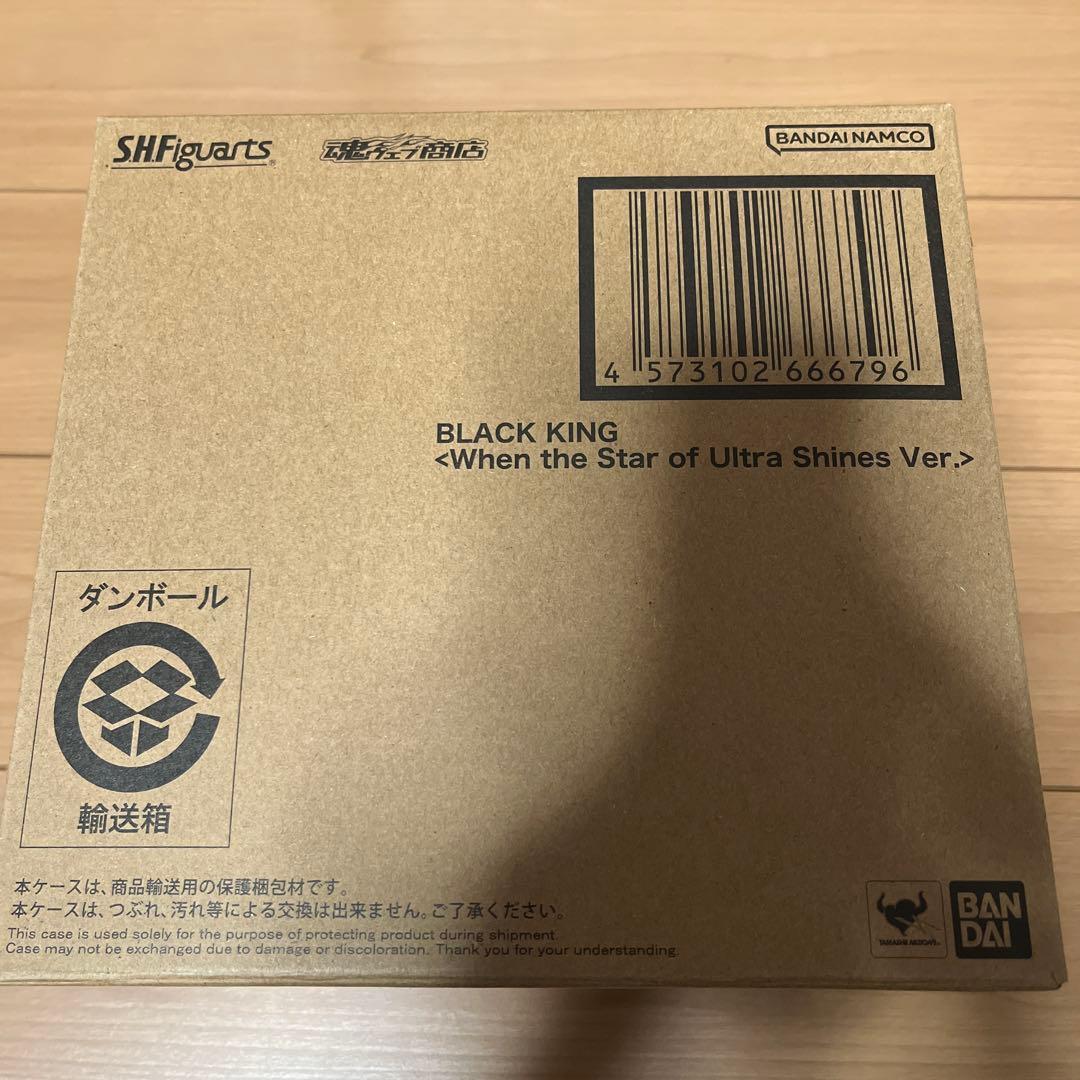 S.H.Figuarts®
魂ウェブ商店
BANDAI NAMCO
4 573102 666796
BLACK KING
<When the Star of Ultra Shines Ver.>
ダンボール
輸送箱
本ケースは、商品輸送用の保護梱包材です。
本ケースは、つぶれ、汚れ等による交換は出来ません。ご了承ください。
This case is used solely for the purpose of protecting product during shipment.
Case may not be exchanged due to damage or discoloration. Thank you for your understanding.
TAMASHII NATIONS
BAN
DAI